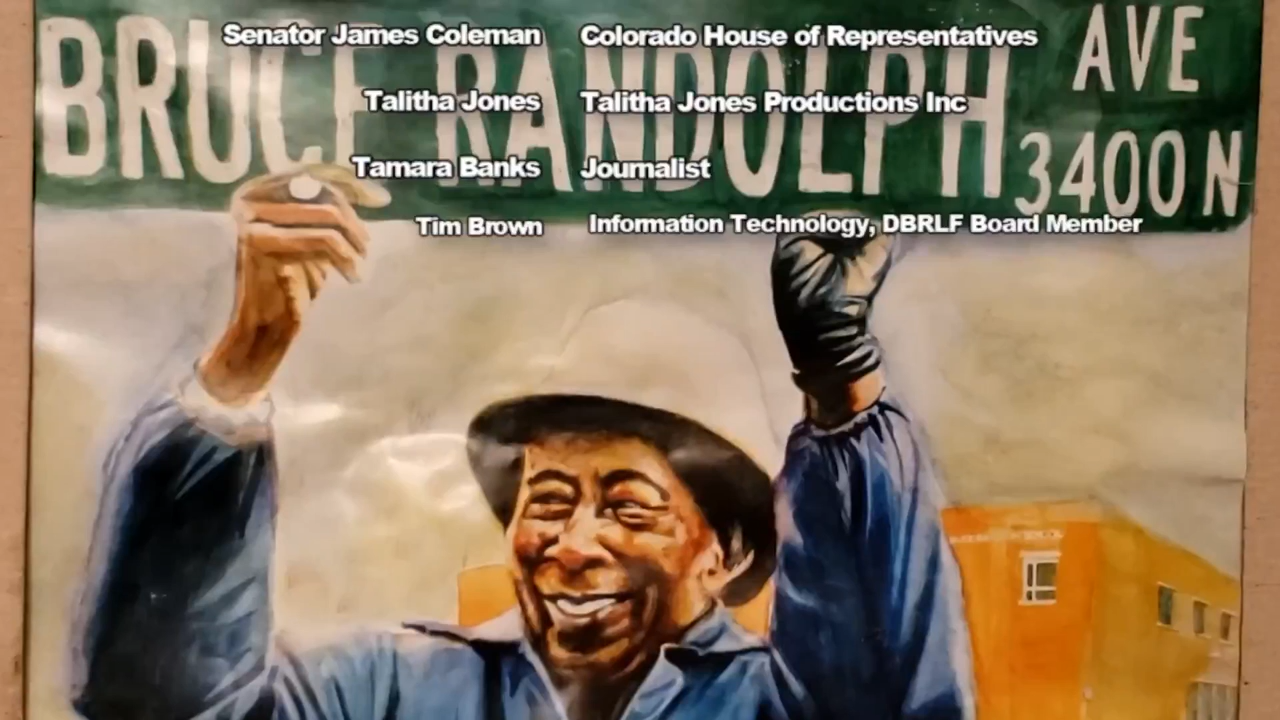 BRUCE RANDOLPH AVE
3400 N
Senator James Coleman Colorado House of Representatives
Talitha Jones Talitha Jones Productions Inc
Tamara Banks Journalist
Tim Brown Information Technology, DBRLF Board Member